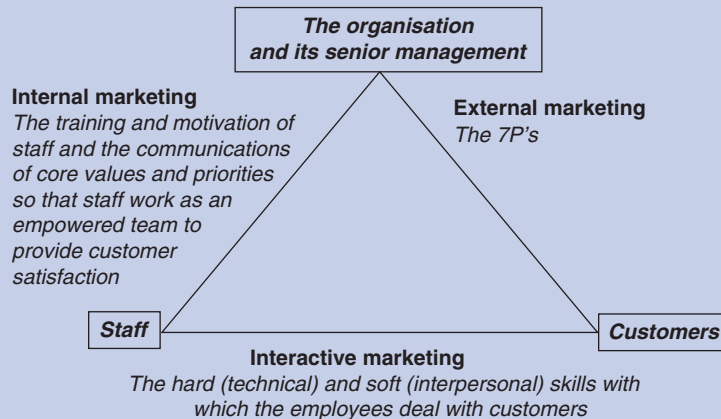 The organisation
and its senior management
Internal marketing
The training and motivation of
staff and the communications
of core values and priorities
so that staff work as an
empowered team to
provide customer
satisfaction
External marketing
The 7P's
Staff
Customers
Interactive marketing
The hard (technical) and soft (interpersonal) skills with
which the employees deal with customers